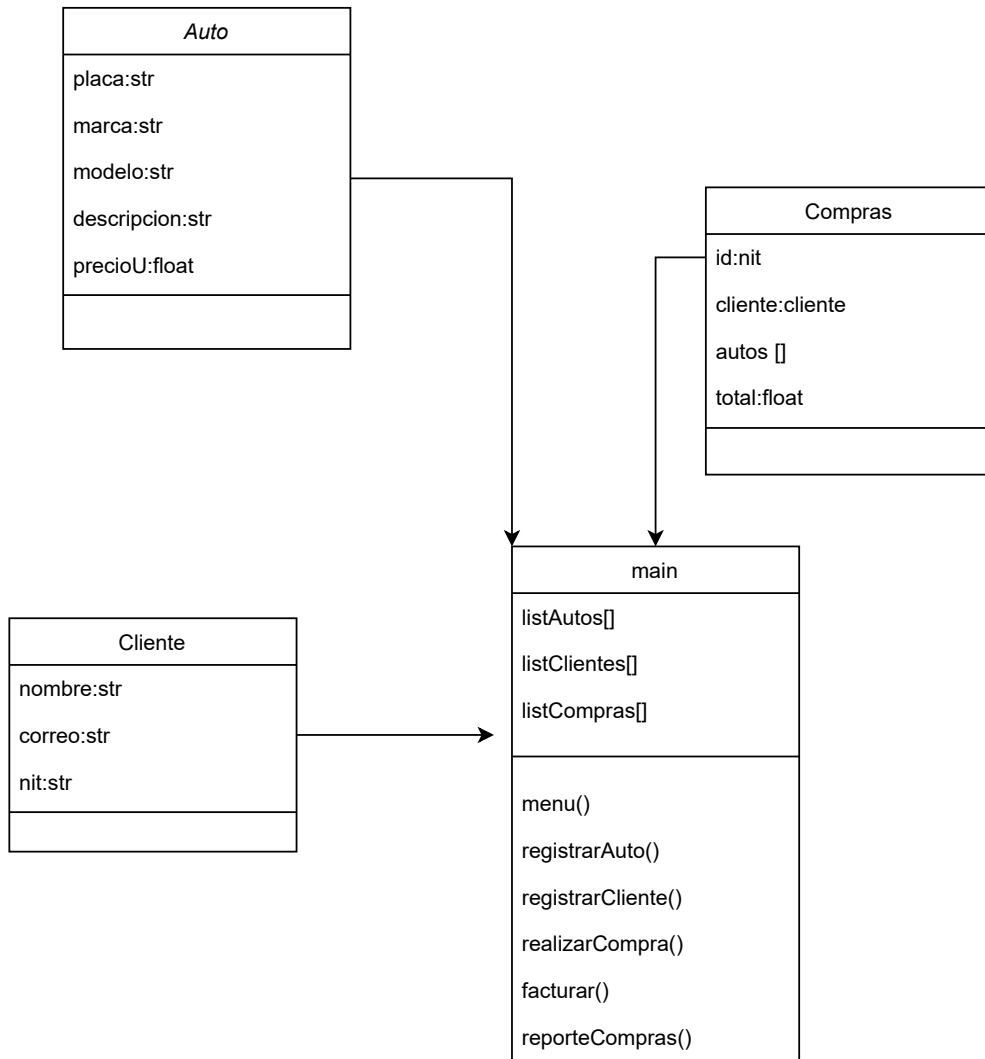 Auto
placa:str
marca:str
modelo:str
descripcion:str
precioU:float
Compras
id:nit
cliente:cliente
autos []
total:float
Cliente
nombre:str
correo:str
nit:str
main
listAutos[]
listClientes[]
listCompras[]
menu()
registrarAuto()
registrarCliente()
realizarCompra()
facturar()
reporteCompras()